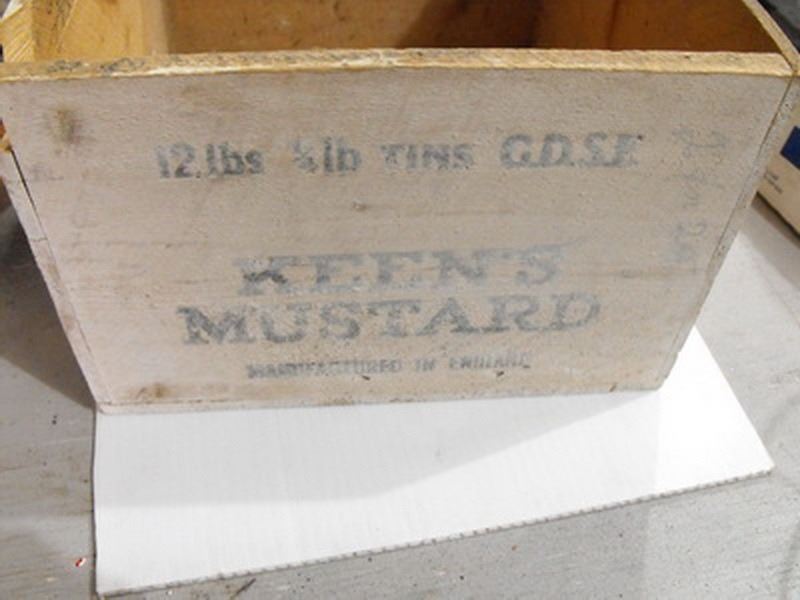 12 lbs ¼ lb TINS G.D.S.F.
KEEN'S
MUSTARD
MANUFACTURED IN ENGLAND